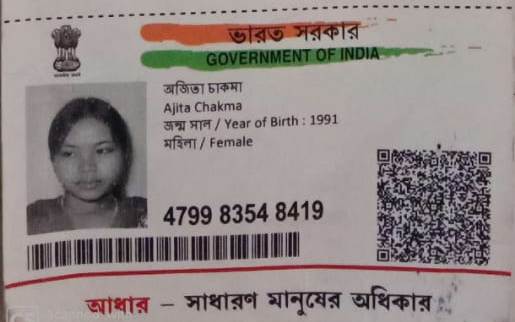 ভারত সরকার
GOVERNMENT OF INDIA
অজিতা চাকমা
Ajita Chakma
জন্ম সাল / Year of Birth : 1991
মহিলা / Female
4799 8354 8419
আধার – সাধারণ মানুষের অধিকার